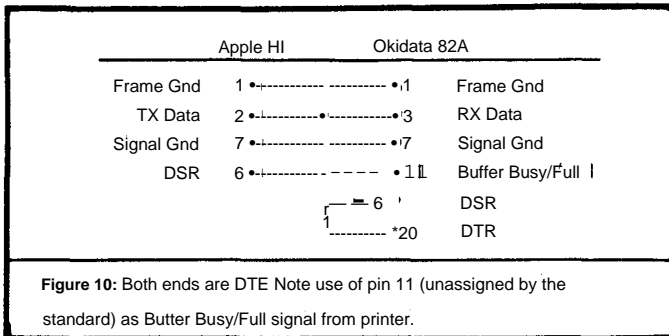 Apple HI Okidata 82A
Frame Gnd 1 •------------ ---------- •1 Frame Gnd
TX Data 2 •------------•-----------•3 RX Data
Signal Gnd 7 •------------ ---------- •7 Signal Gnd
DSR 6 •------------ ---- •11 Buffer Busy/Full
6 DSR
---------- *20 DTR
Figure 10: Both ends are DTE Note use of pin 11 (unassigned by the
standard) as Butter Busy/Full signal from printer.